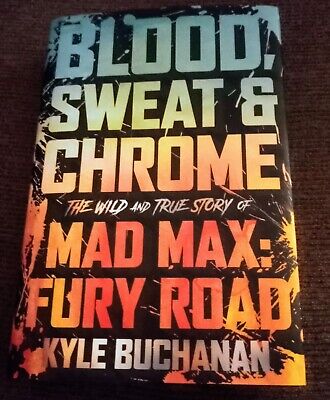 BLOOD,
SWEAT &
CHROME
THE WILD AND TRUE STORY OF
MAD MAX:
FURY ROAD
KYLE BUCHANAN